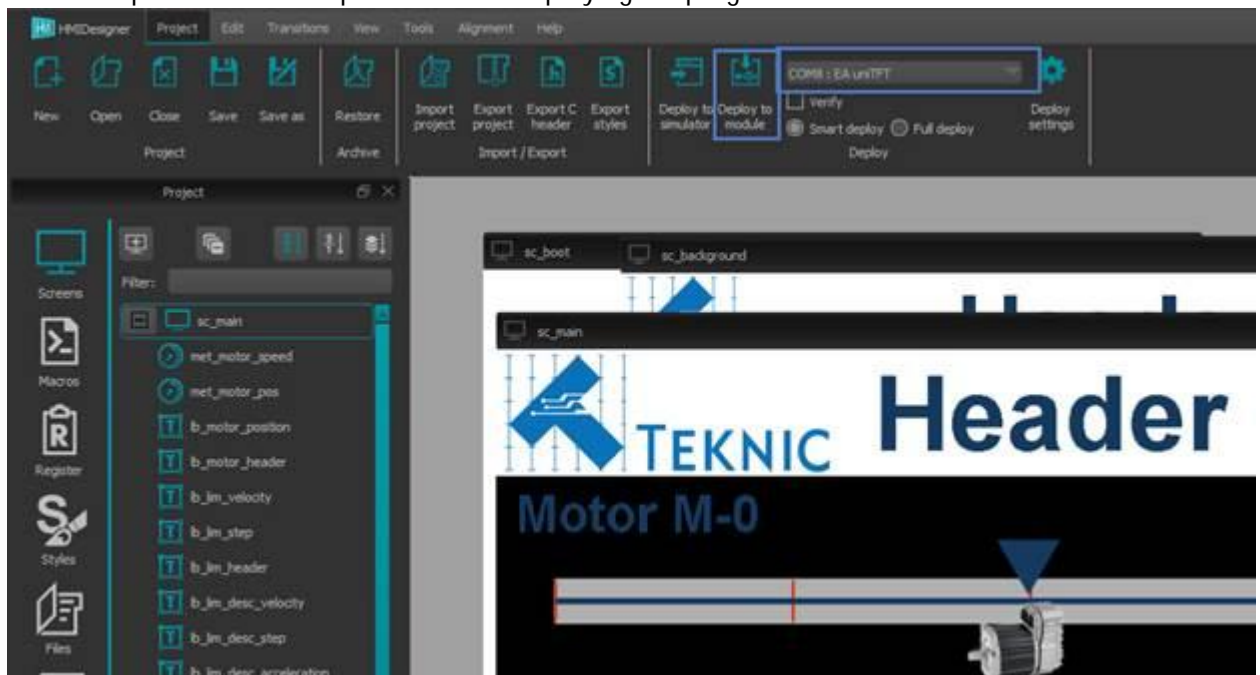 HMIDesigner Project Edit Transitions View Tools Alignment Help
COM8 : EA uniTFT
Verify
New Open Close Save Save as Restore Import project Export project Export C header Export styles Deploy to simulator Deploy to module Smart deploy Full deploy Deploy settings
Project Archive Import / Export Deploy
Project
Filter:
Screens
Macros
Register
Styles
Files
sc_main
met_motor_speed
met_motor_pos
lb_motor_position
lb_motor_header
lb_lim_velocity
lb_lim_step
lb_lim_header
lb_lim_desc_velocity
lb_lim_desc_step
lb_lim_desc_acceleration
sc_boot sc_background
sc_main
TEKNIC Header
Motor M-0